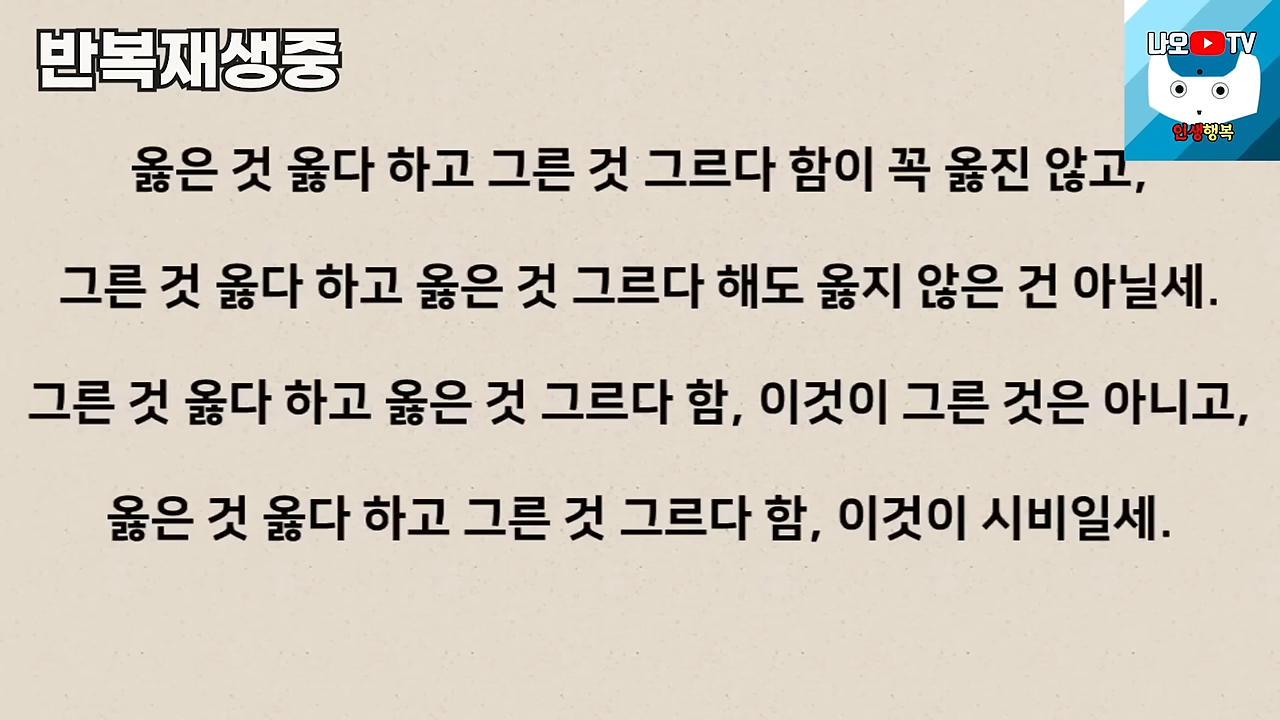 반복재생중
나오 TV
인생행복
옳은 것 옳다 하고 그른 것 그르다 함이 꼭 옳진 않고,
그른 것 옳다 하고 옳은 것 그르다 해도 옳지 않은 건 아닐세.
그른 것 옳다 하고 옳은 것 그르다 함, 이것이 그른 것은 아니고,
옳은 것 옳다 하고 그른 것 그르다 함, 이것이 시비일세.